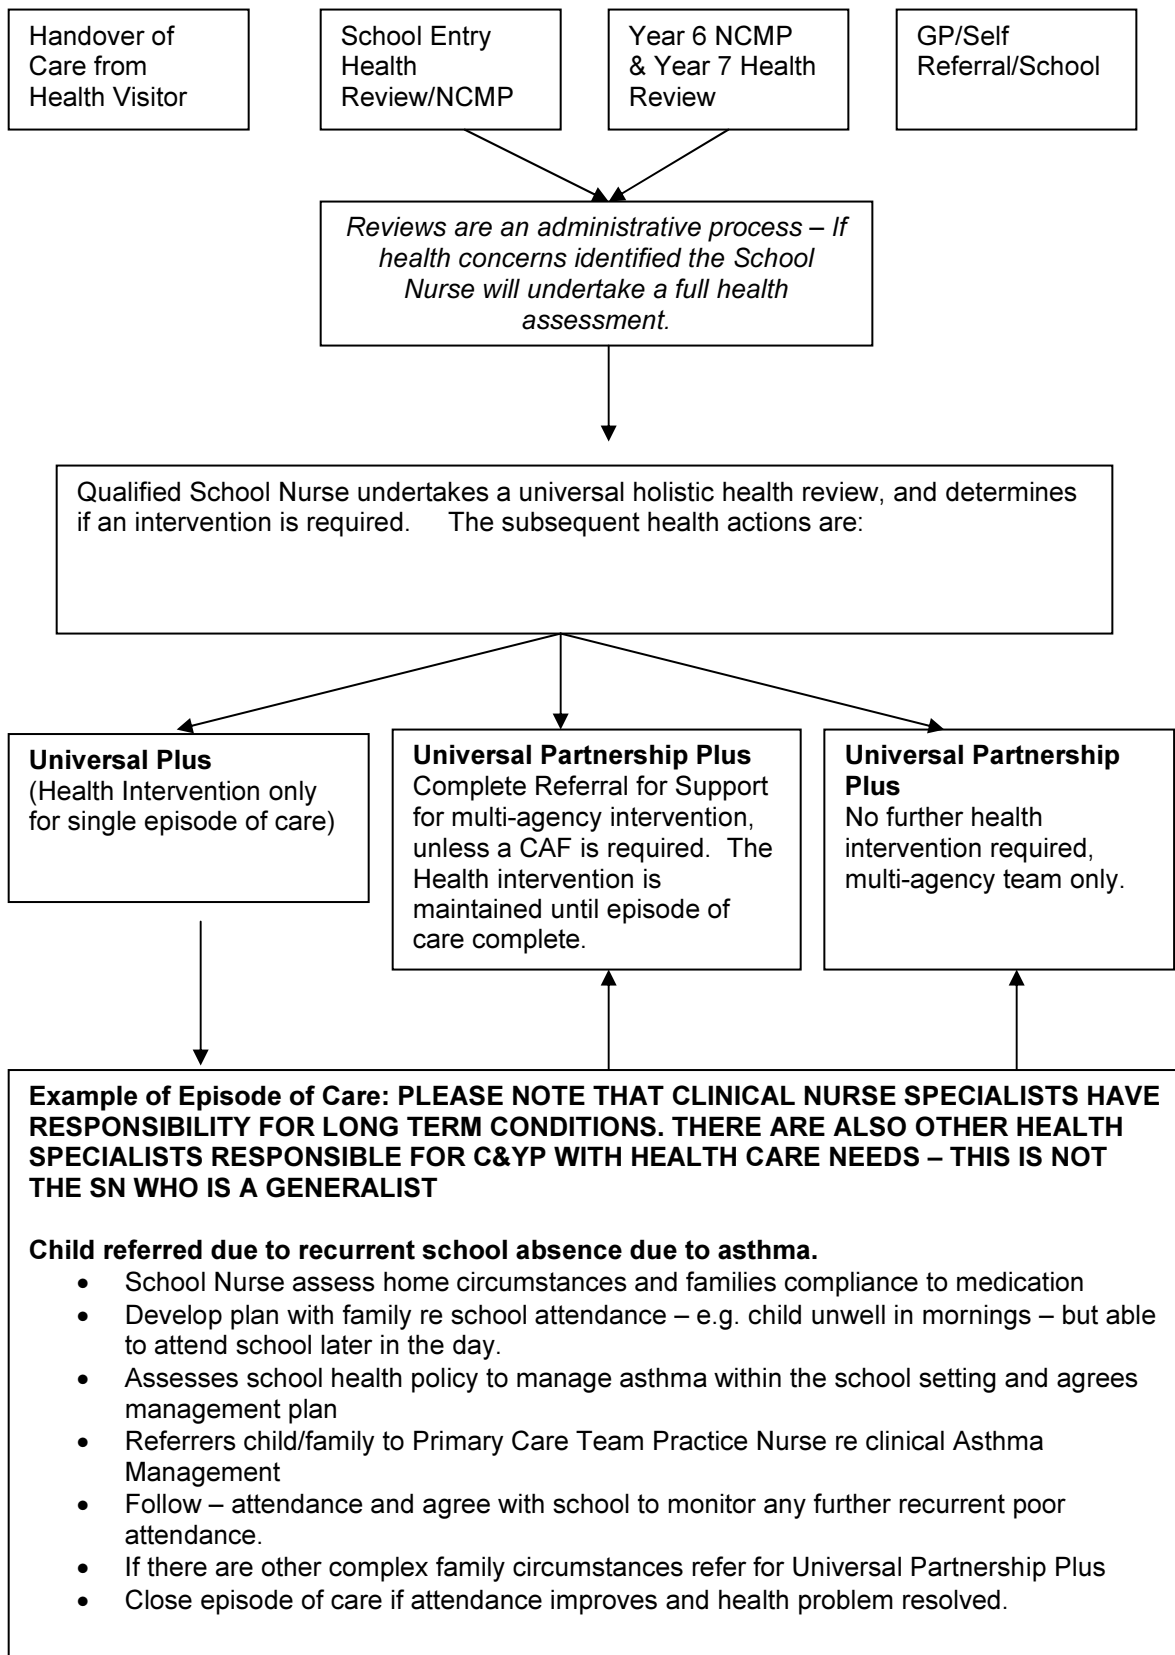 Handover of
Care from
Health Visitor
School Entry
Health
Review/NCMP
Year 6 NCMP
& Year 7 Health
Review
GP/Self
Referral/School
Reviews are an administrative process – If
health concerns identified the School
Nurse will undertake a full health
assessment.
Qualified School Nurse undertakes a universal holistic health review, and determines
if an intervention is required. The subsequent health actions are:
Universal Plus
(Health Intervention only
for single episode of care)
Universal Partnership Plus
Complete Referral for Support
for multi-agency intervention,
unless a CAF is required. The
Health intervention is
maintained until episode of
care complete.
Universal Partnership
Plus
No further health
intervention required,
multi-agency team only.
Example of Episode of Care: PLEASE NOTE THAT CLINICAL NURSE SPECIALISTS HAVE
RESPONSIBILITY FOR LONG TERM CONDITIONS. THERE ARE ALSO OTHER HEALTH
SPECIALISTS RESPONSIBLE FOR C&YP WITH HEALTH CARE NEEDS – THIS IS NOT
THE SN WHO IS A GENERALIST
Child referred due to recurrent school absence due to asthma.
• School Nurse assess home circumstances and families compliance to medication
• Develop plan with family re school attendance – e.g. child unwell in mornings – but able
to attend school later in the day.
• Assesses school health policy to manage asthma within the school setting and agrees
management plan
• Referrers child/family to Primary Care Team Practice Nurse re clinical Asthma
Management
• Follow – attendance and agree with school to monitor any further recurrent poor
attendance.
• If there are other complex family circumstances refer for Universal Partnership Plus
• Close episode of care if attendance improves and health problem resolved.